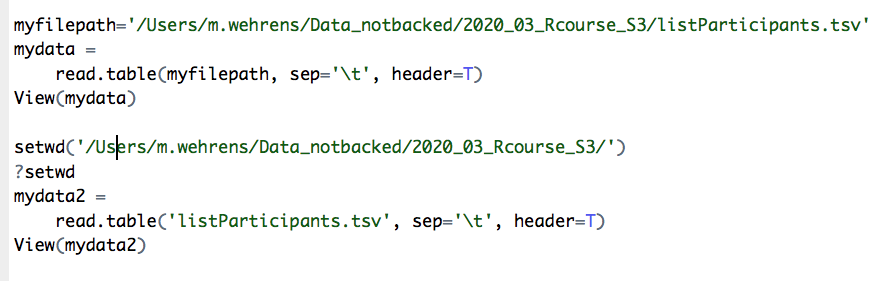 myfilepath='/Users/m.wehrens/Data_notbacked/2020_03_Rcourse_S3/listParticipants.tsv'
mydata =
    read.table(myfilepath, sep='\t', header=T)
View(mydata)

setwd('/Users/m.wehrens/Data_notbacked/2020_03_Rcourse_S3/')
?setwd
mydata2 =
    read.table('listParticipants.tsv', sep='\t', header=T)
View(mydata2)